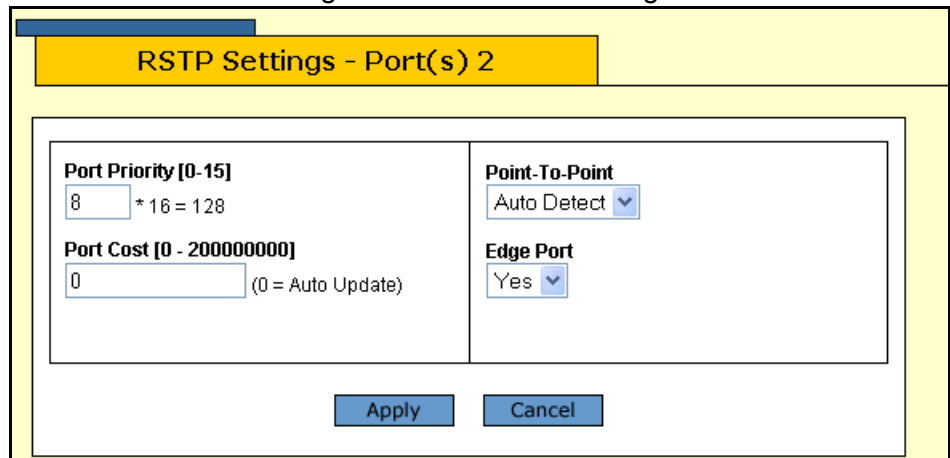 RSTP Settings - Port(s) 2
Port Priority [0-15]
8 * 16 = 128
Port Cost [0 - 200000000]
0 (0 = Auto Update)
Point-To-Point
Auto Detect
Edge Port
Yes
Apply Cancel